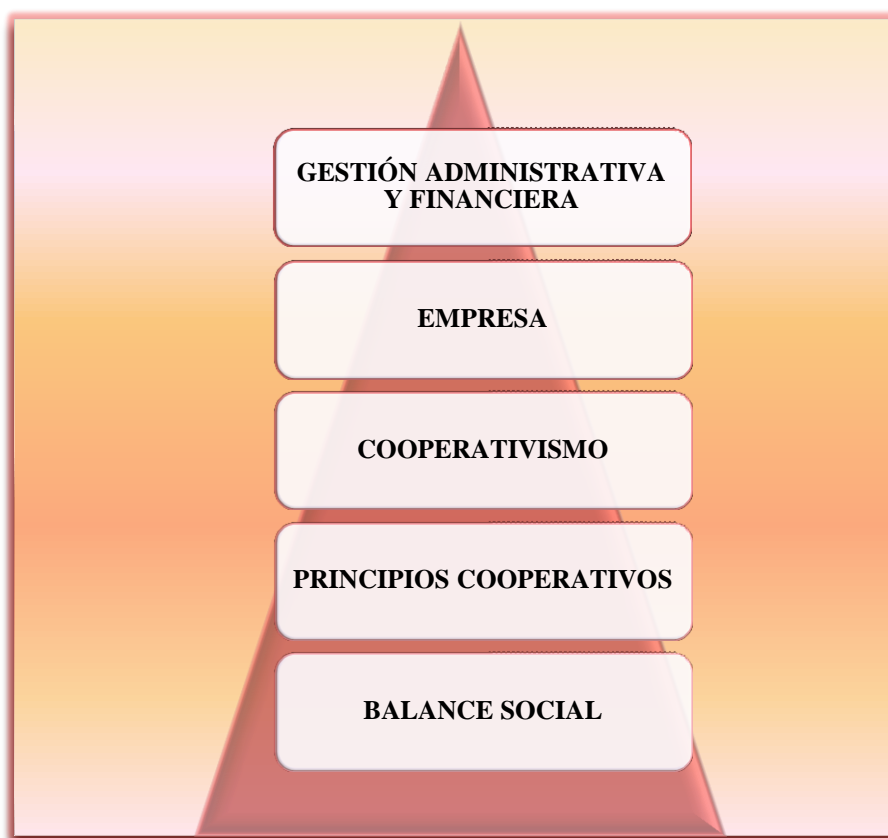 GESTIÓN ADMINISTRATIVA
Y FINANCIERA
EMPRESA
COOPERATIVISMO
PRINCIPIOS COOPERATIVOS
BALANCE SOCIAL